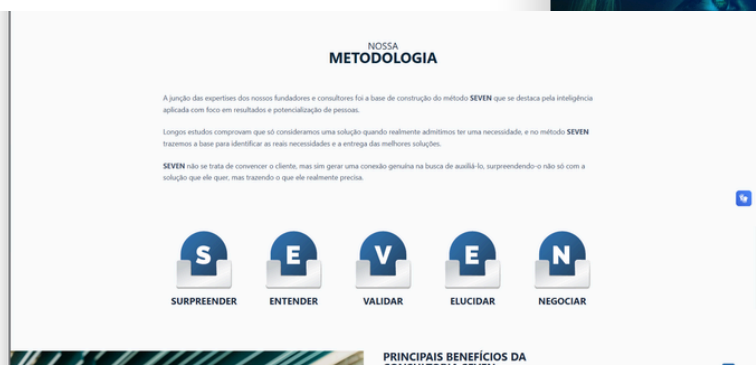 NOSSA
METODOLOGIA
A junção das expertises dos nossos fundadores e consultores foi a base de construção do método SEVEN que se destaca pela inteligência
aplicada com foco em resultados e potencialização de pessoas.
Longos estudos comprovam que só consideramos uma solução quando realmente admitimos ter uma necessidade, e no método SEVEN
trazemos a base para identificar as reais necessidades e a entrega das melhores soluções.
SEVEN não se trata de convencer o cliente, mas sim gerar uma conexão genuína na busca de auxiliá-lo, surpreendendo-o não só com a
solução que ele quer, mas trazendo o que ele realmente precisa.
S E V E N
SURPREENDER ENTENDER VALIDAR ELUCIDAR NEGOCIAR
PRINCIPAIS BENEFÍCIOS DA
CONSULTORIA SEVEN